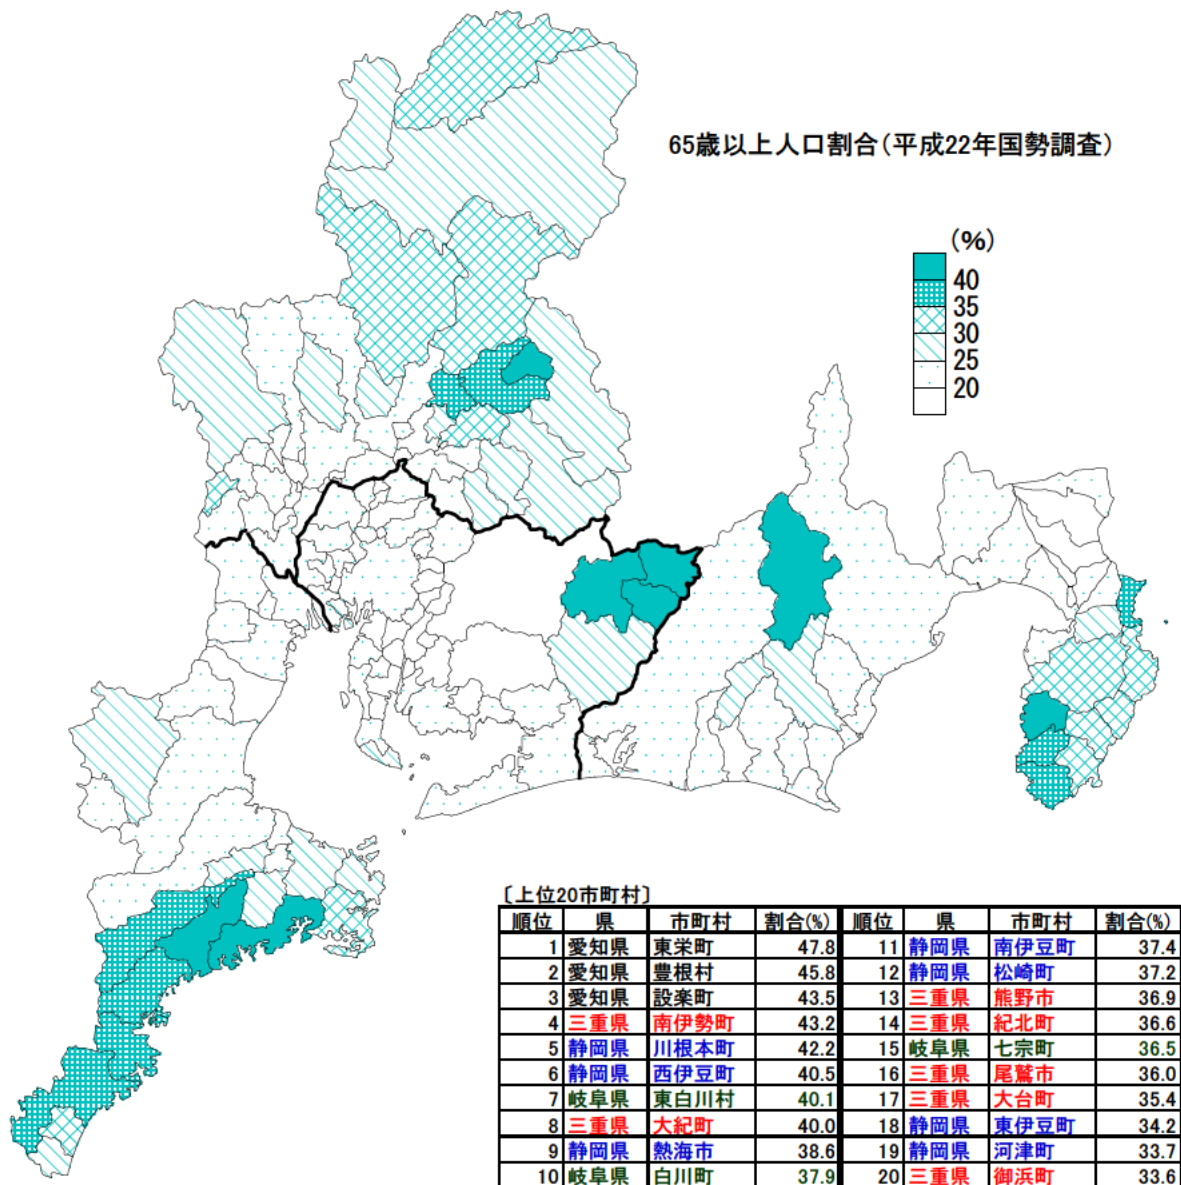 65歳以上人口割合(平成22年国勢調査)
(%)
40
35
30
25
20
〔上位20市町村〕
順位 県 市町村 割合(%) 順位 県 市町村 割合(%)
1 愛知県 東栄町 47.8 11 静岡県 南伊豆町 37.4
2 愛知県 豊根村 45.8 12 静岡県 松崎町 37.2
3 愛知県 設楽町 43.5 13 三重県 熊野市 36.9
4 三重県 南伊勢町 43.2 14 三重県 紀北町 36.6
5 静岡県 川根本町 42.2 15 岐阜県 七宗町 36.5
6 静岡県 西伊豆町 40.5 16 三重県 尾鷲市 36.0
7 岐阜県 東白川村 40.1 17 三重県 大台町 35.4
8 三重県 大紀町 40.0 18 静岡県 東伊豆町 34.2
9 静岡県 熱海市 38.6 19 静岡県 河津町 33.7
10 岐阜県 白川町 37.9 20 三重県 御浜町 33.6